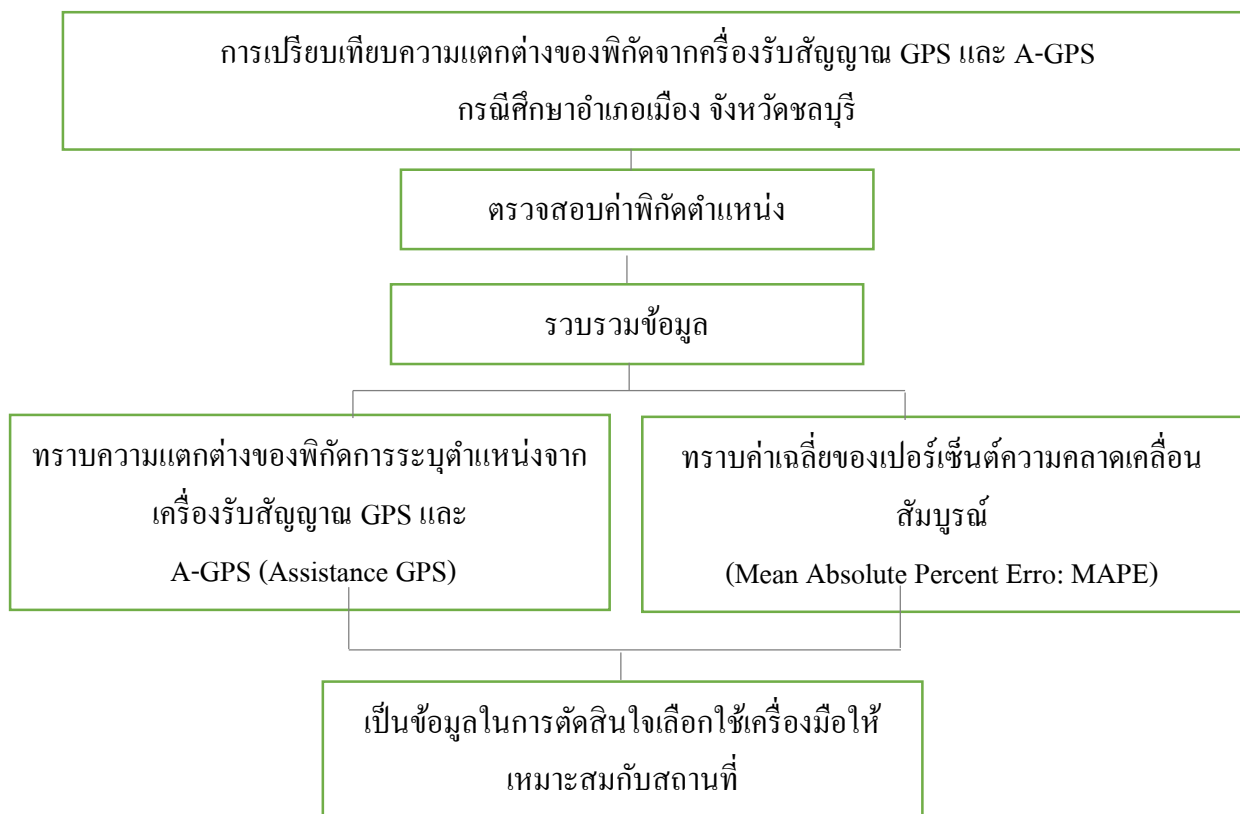 การเปรียบเทียบความแตกต่างของพิกัดจากเครื่องรับสัญญาณ GPS และ A-GPS
กรณีศึกษาอำเภอเมือง จังหวัดชลบุรี
ตรวจสอบค่าพิกัดตำแหน่ง
รวบรวมข้อมูล
ทราบความแตกต่างของพิกัดการระบุตำแหน่งจาก
เครื่องรับสัญญาณ GPS และ
A-GPS (Assistance GPS)
ทราบค่าเฉลี่ยของเปอร์เซ็นต์ความคลาดเคลื่อน
สัมบูรณ์
(Mean Absolute Percent Erro: MAPE)
เป็นข้อมูลในการตัดสินใจเลือกใช้เครื่องมือให้
เหมาะสมกับสถานที่